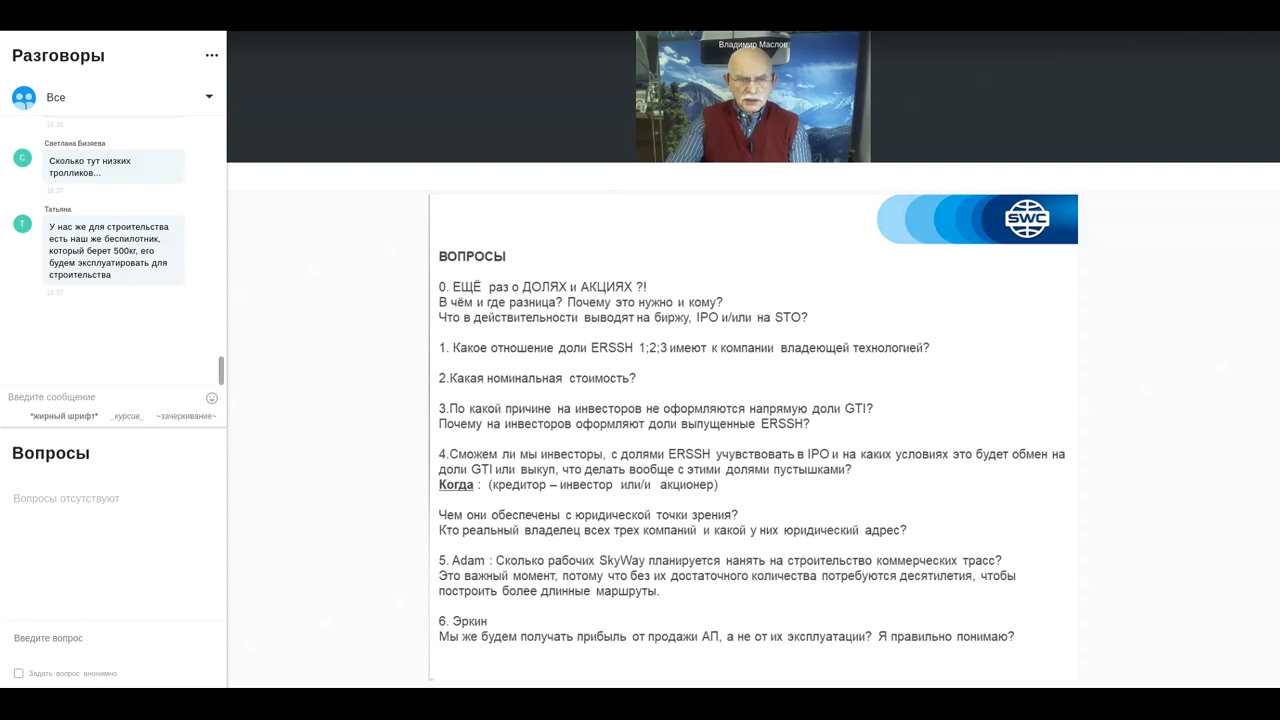 Разговоры
Все
16:36
Светлана Бизяева
С
Сколько тут низких
тролликов...
16:37
Татьяна
Т
У нас же для строительства
есть наш же беспилотник,
который берет 500кг, его
будем эксплуатировать для
строительства
16:37
Введите сообщение
*жирный шрифт* _курсив_ ~зачеркивание~
Вопросы
Вопросы отсутствуют
Введите вопрос
Задать вопрос анонимно
Владимир Маслов
SWC
ВОПРОСЫ
0. ЕЩЁ раз о ДОЛЯХ и АКЦИЯХ ?!
В чём и где разница? Почему это нужно и кому?
Что в действительности выводят на биржу, IPO и/или на STO?
1. Какое отношение доли ERSSH 1;2;3 имеют к компании владеющей технологией?
2.Какая номинальная стоимость?
3.По какой причине на инвесторов не оформляются напрямую доли GTI?
Почему на инвесторов оформляют доли выпущенные ERSSH?
4.Сможем ли мы инвесторы, с долями ERSSH учувствовать в IPO и на каких условиях это будет обмен на
доли GTI или выкуп, что делать вообще с этими долями пустышками?
Когда : (кредитор – инвестор или/и акционер)
Чем они обеспечены с юридической точки зрения?
Кто реальный владелец всех трех компаний и какой у них юридический адрес?
5. Adam : Сколько рабочих SkyWay планируется нанять на строительство коммерческих трасс?
Это важный момент, потому что без их достаточного количества потребуются десятилетия, чтобы
построить более длинные маршруты.
6. Эркин
Мы же будем получать прибыль от продажи АП, а не от их эксплуатации? Я правильно понимаю?